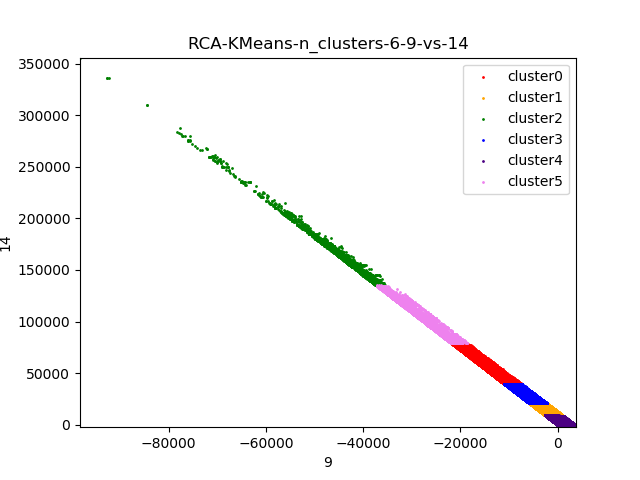 RCA-KMeans-n_clusters-6-9-vs-14
350000
300000
250000
200000
150000
100000
50000
0
14
cluster0
cluster1
cluster2
cluster3
cluster4
cluster5
−80000
−60000
−40000
−20000
0
9